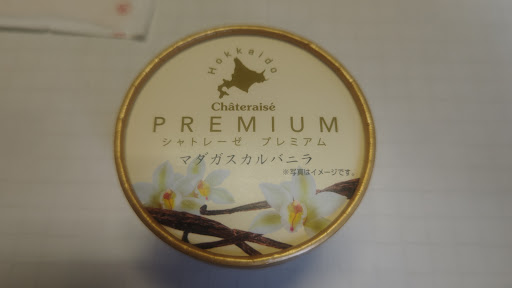 Hokkaido
Châteraisé
PREMIUM
シャトレーゼ プレミアム
マダガスカルバニラ
※写真はイメージです。